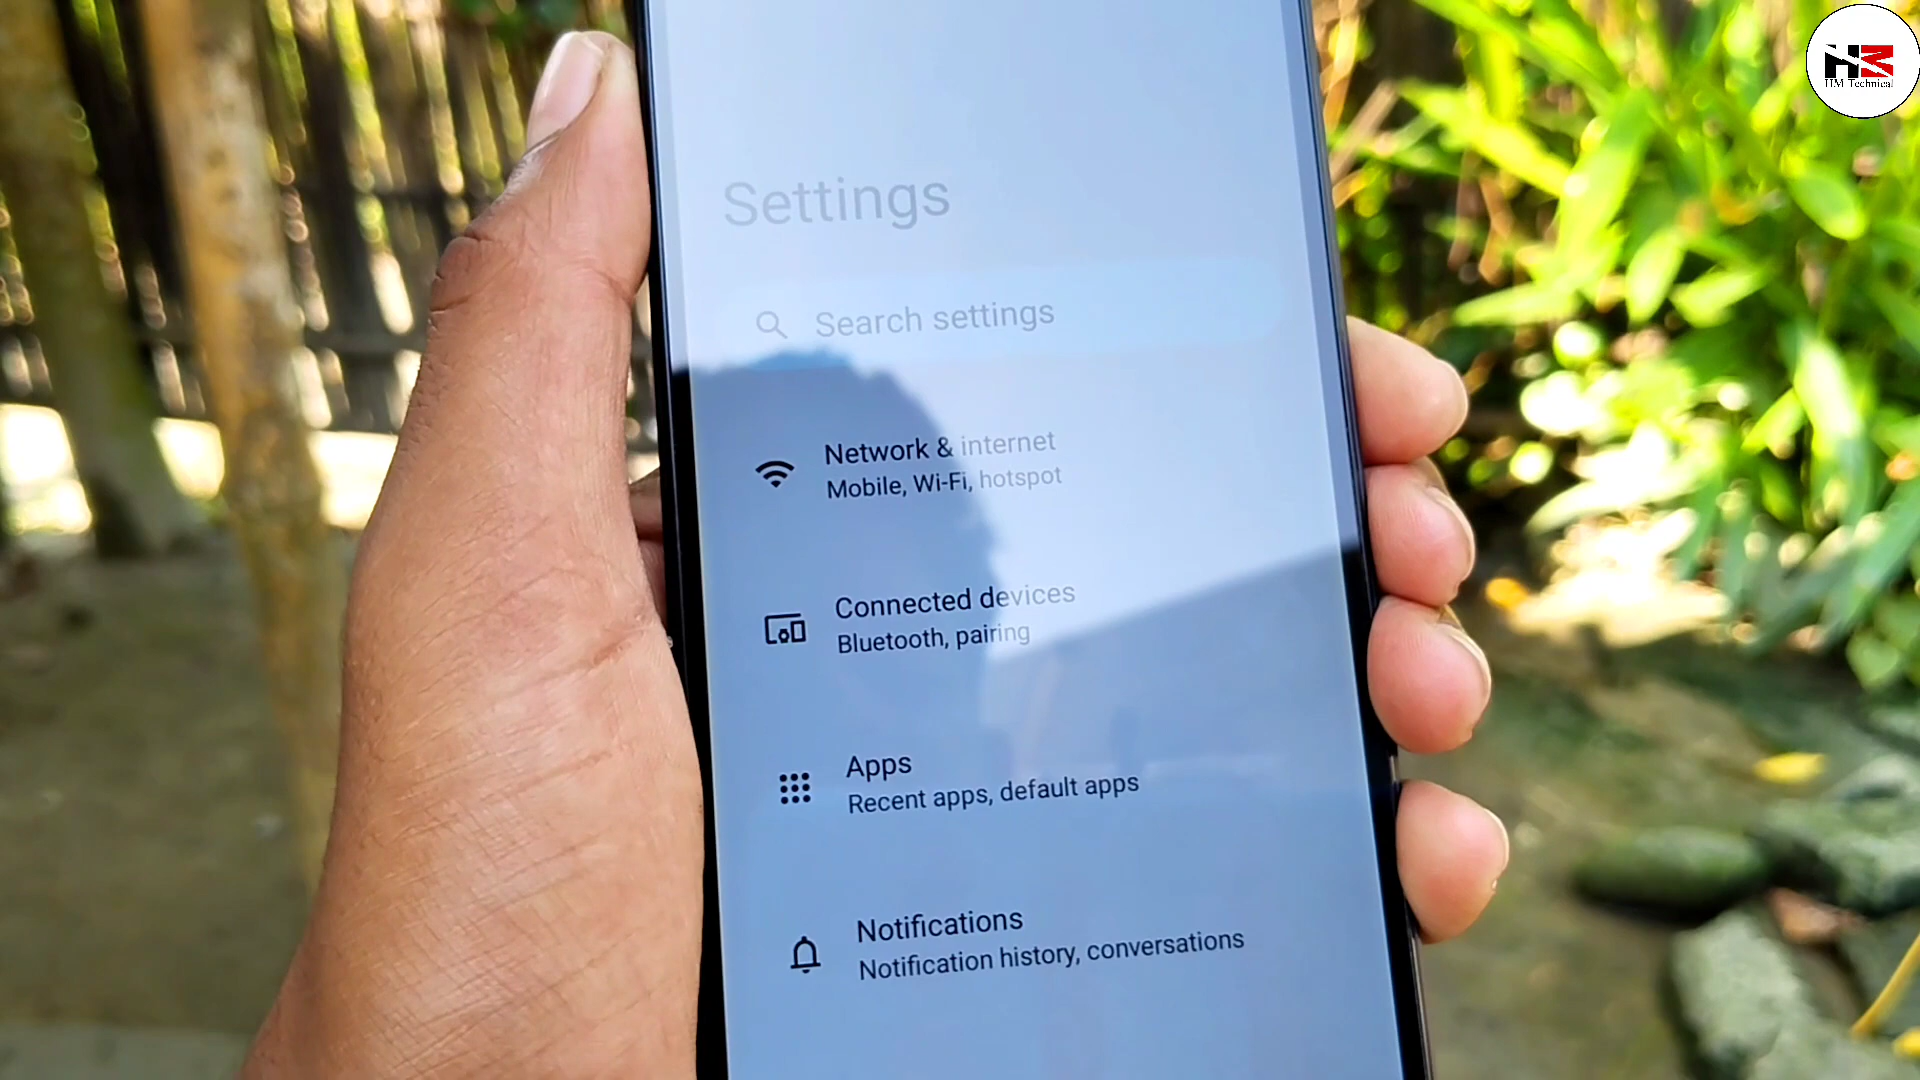 HM Technical
Settings
Search settings
Network & internet
Mobile, Wi-Fi, hotspot
Connected devices
Bluetooth, pairing
Apps
Recent apps, default apps
Notifications
Notification history, conversations